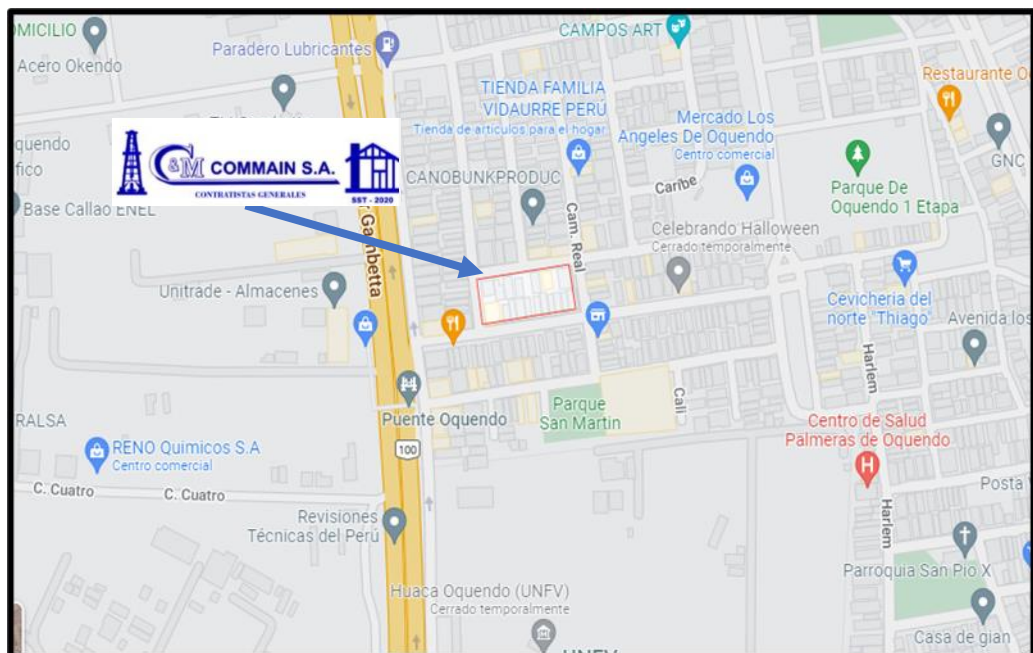 OMICILIO
Acero Okendo
Paradero Lubricantes
CAMPOS ART
TIENDA FAMILIA
VIDAURRE PERÚ
Tienda de artículos para el hogar
Mercado Los
Angeles De Oquendo
Centro comercial
Restaurante O
GNC
quendo
fico
C&M COMMAIN S.A.
CONTRATISTAS GENERALES
SST - 2020
CANOBUNKPRODUC
Caribe
Parque De
Oquendo 1 Etapa
Base Callao ENEL
Gambetta
Cam. Real
Celebrando Halloween
Cerrado temporalmente
Unitrade - Almacenes
Cevicheria del
norte "Thiago"
Avenida los
Harlem
Puente Oquendo
Parque
San Martin
Cali
RALSA
100
Centro de Salud
Palmeras de Oquendo
RENO Quimicos S.A
Centro comercial
C. Cuatro
C. Cuatro
Posta
Revisiones
Técnicas del Perú
Harlem
Parroquia San Pio X
Huaca Oquendo (UNFV)
Cerrado temporalmente
UNFV
Casa de gian